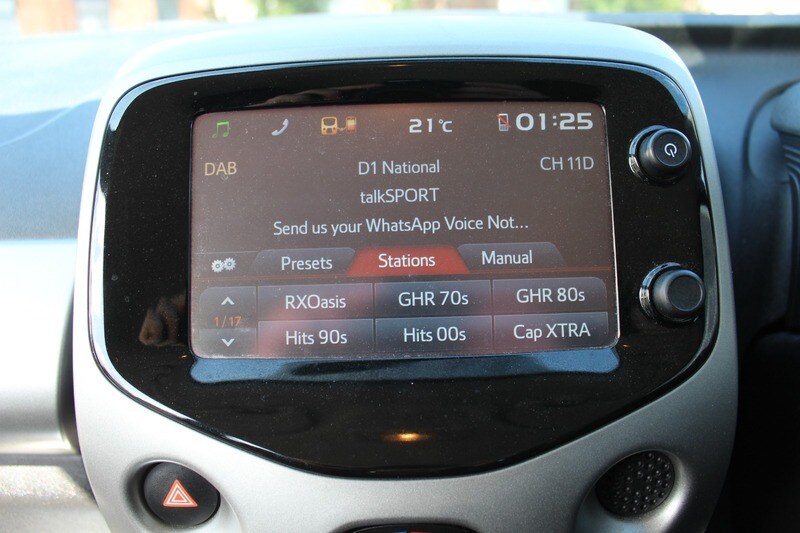 21°C 01:25
DAB D1 National CH 11D
talkSPORT
Send us your WhatsApp Voice Not...
Presets Stations Manual
RXOasis GHR 70s GHR 80s
1/17
Hits 90s Hits 00s Cap XTRA